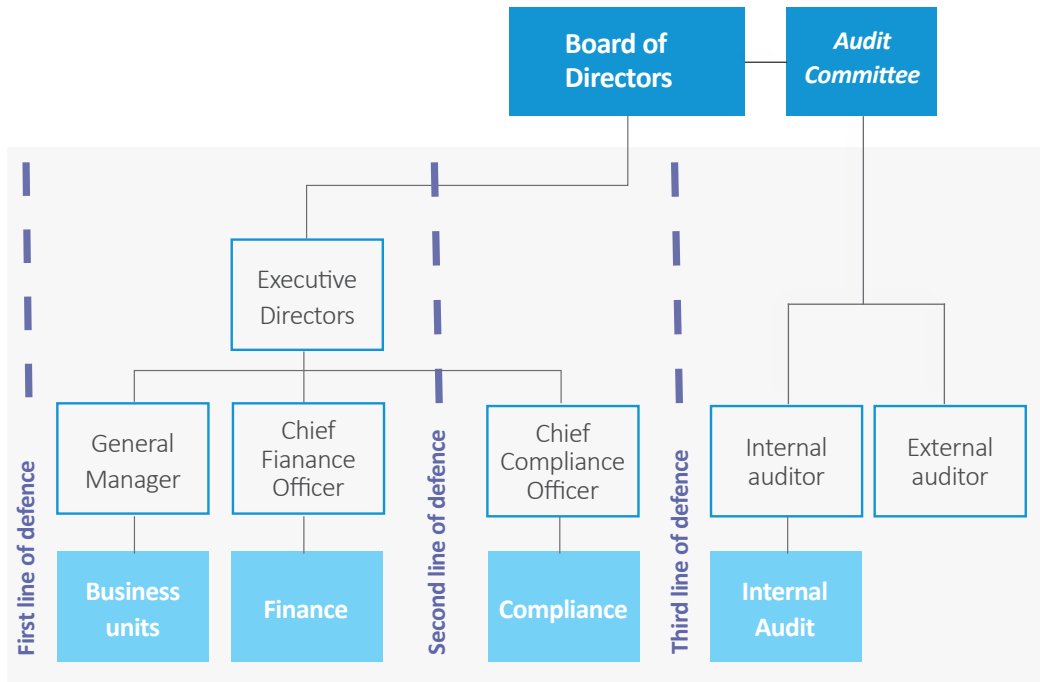 Board of
Directors
Audit
Committee
Executive
Directors
First line of defence
General
Manager
Chief
Fianance
Officer
Second line of defence
Chief
Compliance
Officer
Third line of defence
Internal
auditor
External
auditor
Business
units
Finance
Compliance
Internal
Audit